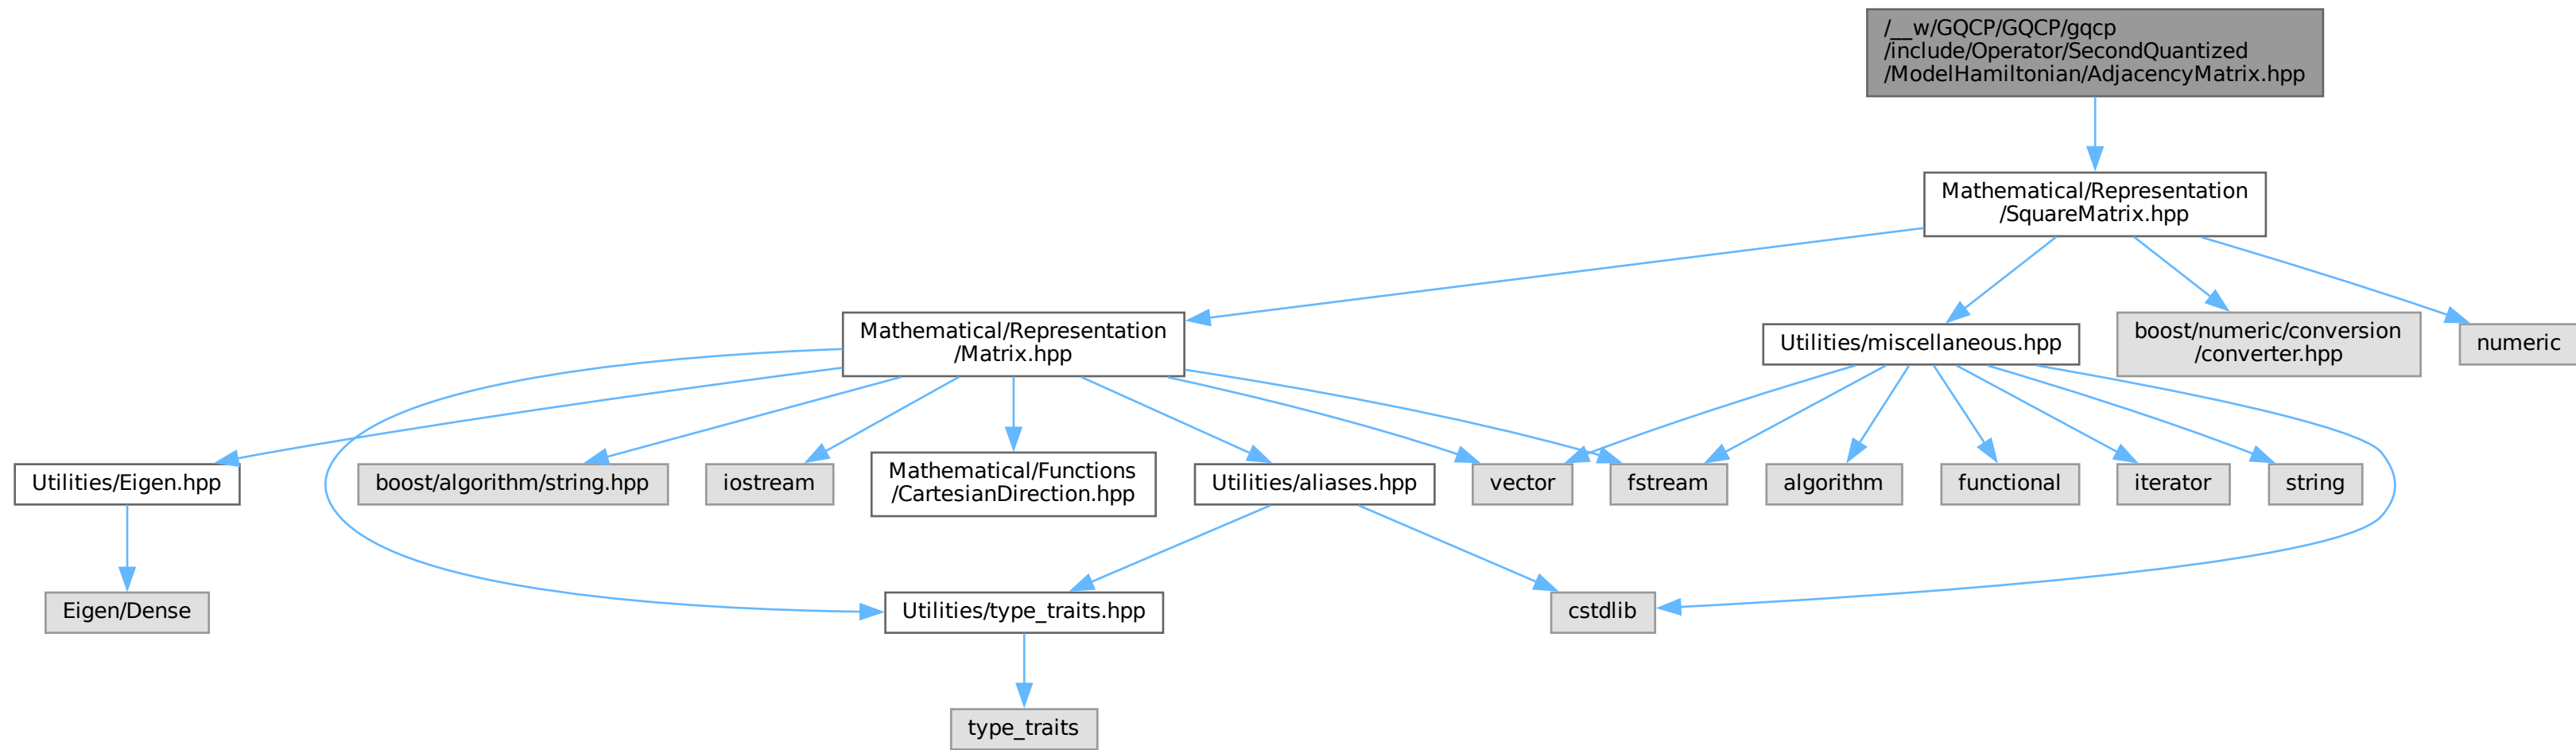 /__w/GQCP/GQCP/gqcp
/include/Operator/SecondQuantized
/ModelHamiltonian/AdjacencyMatrix.hpp
Mathematical/Representation
/SquareMatrix.hpp
Mathematical/Representation
/Matrix.hpp
Utilities/miscellaneous.hpp
boost/numeric/conversion
/converter.hpp
numeric
Utilities/Eigen.hpp
boost/algorithm/string.hpp
iostream
Mathematical/Functions
/CartesianDirection.hpp
Utilities/aliases.hpp
vector
fstream
algorithm
functional
iterator
string
Eigen/Dense
Utilities/type_traits.hpp
cstdlib
type_traits